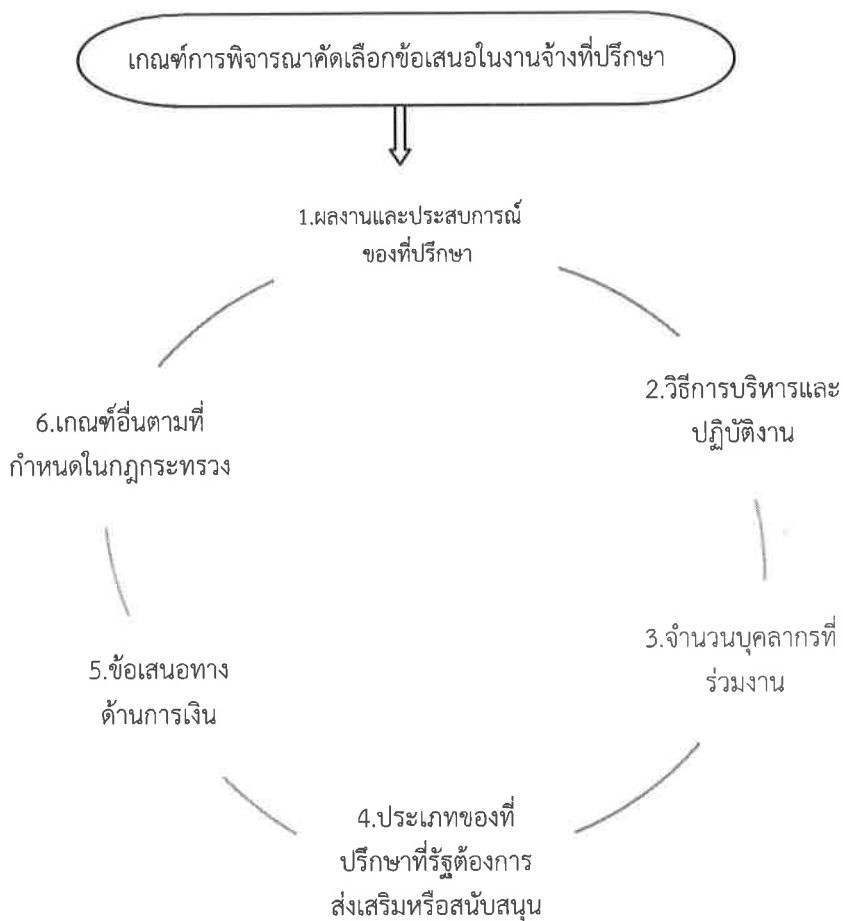 เกณฑ์การพิจารณาคัดเลือกข้อเสนอในงานจ้างที่ปรึกษา
1.ผลงานและประสบการณ์
ของที่ปรึกษา
2.วิธีการบริหารและ
ปฏิบัติงาน
3.จำนวนบุคลากรที่
ร่วมงาน
4.ประเภทของที่
ปรึกษาที่รัฐต้องการ
ส่งเสริมหรือสนับสนุน
5.ข้อเสนอทาง
ด้านการเงิน
6.เกณฑ์อื่นตามที่
กำหนดในกฎกระทรวง